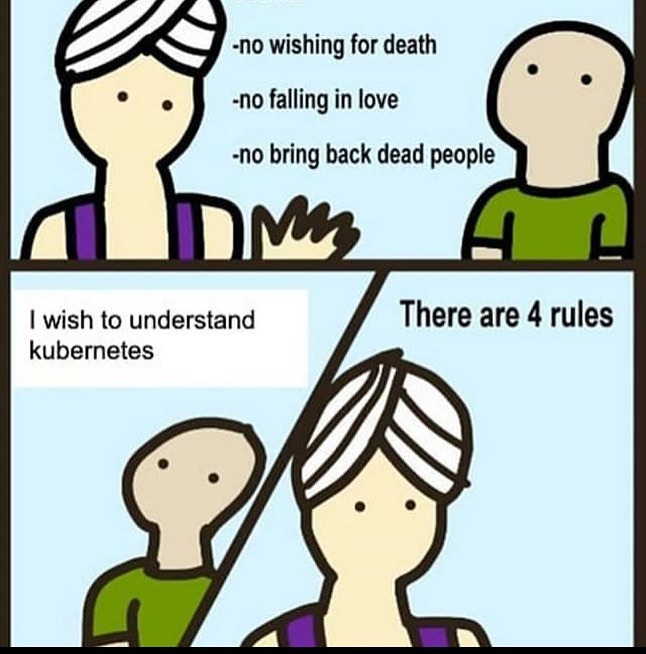 -no wishing for death
-no falling in love
-no bring back dead people
I wish to understand
kubernetes
There are 4 rules